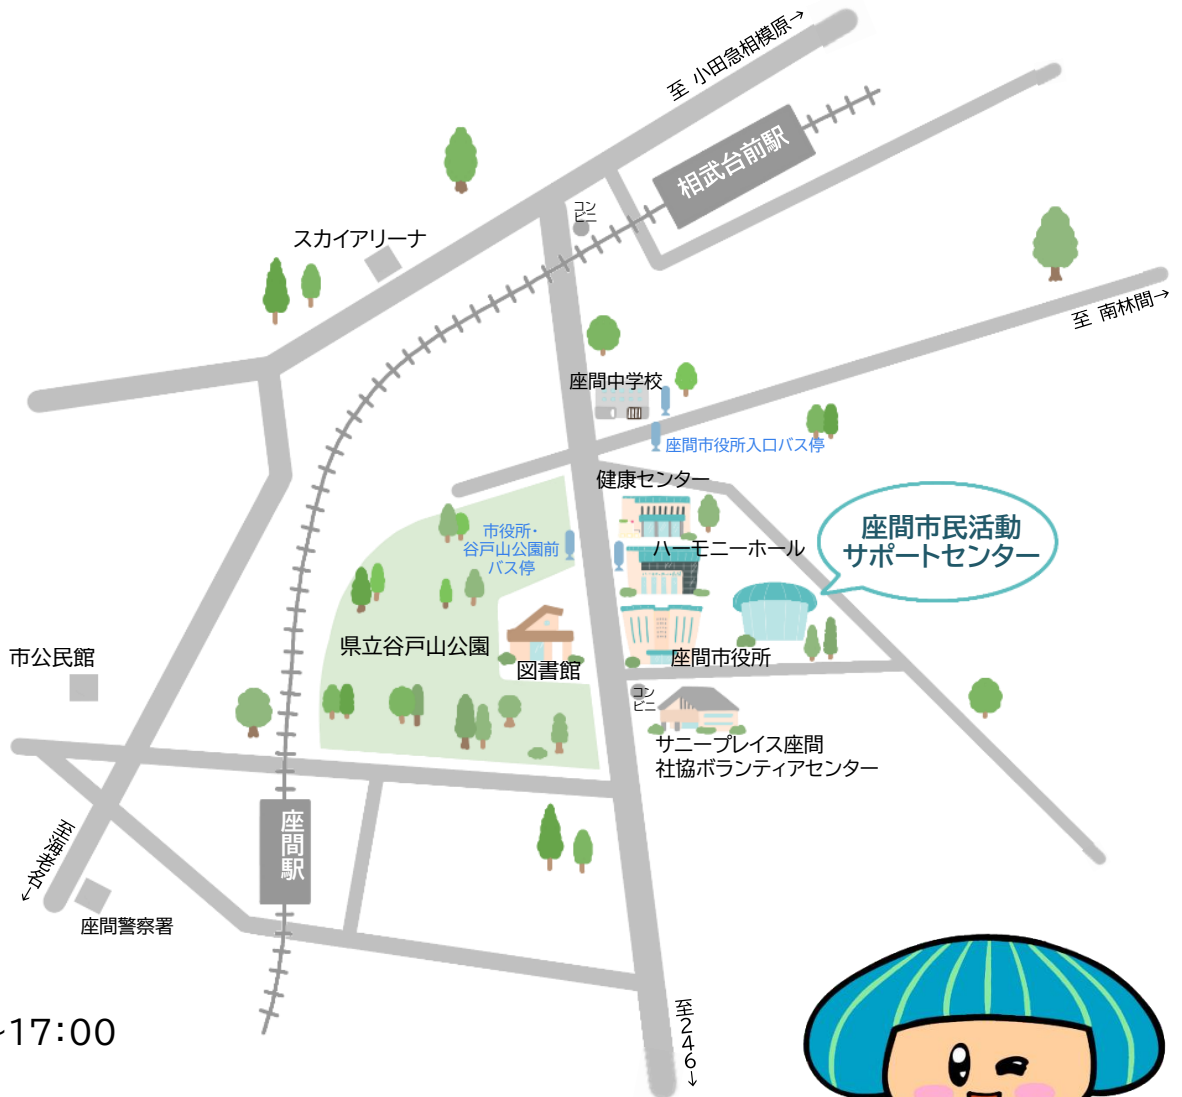 至 小田急相模原→
相武台前駅
コン
ビニ
スカイアリーナ
至 南林間→
座間中学校
座間市役所入口バス停
健康センター
市役所・
谷戸山公園前
バス停
ハーモニーホール
座間市民活動
サポートセンター
県立谷戸山公園
図書館
座間市役所
市公民館
コン
ビニ
サニープレイス座間
社協ボランティアセンター
座間駅
至海老名→
座間警察署
至246→
~17:00